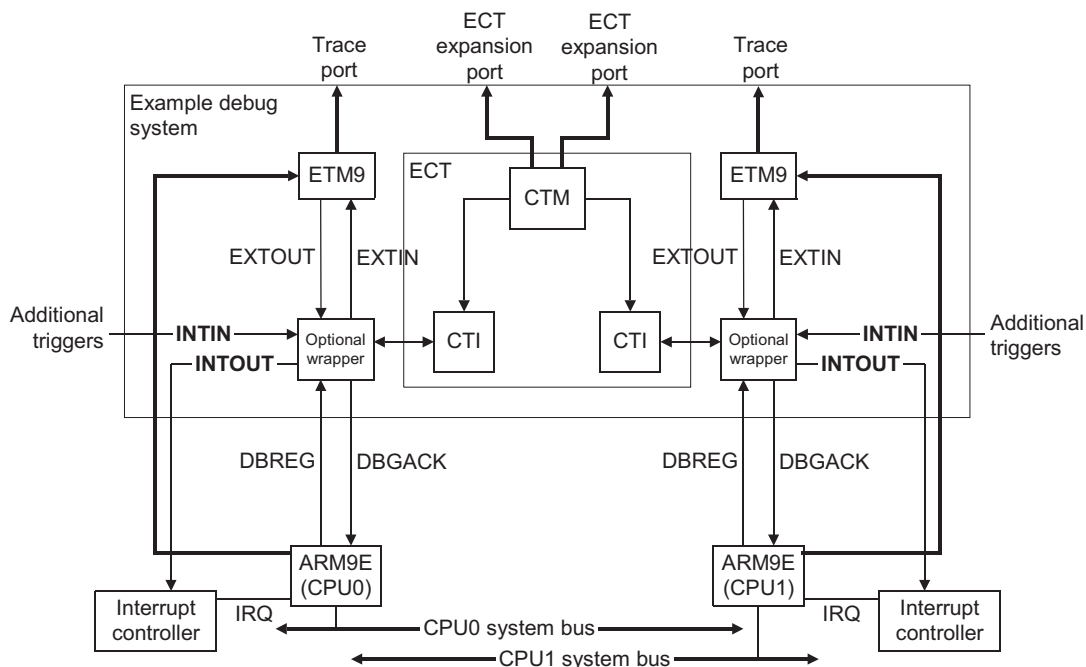 ECT
expansion
port
ECT
expansion
port
Trace
port
Trace
port
Example debug
system
ETM9
ECT
CTM
ETM9
EXTOUT
EXTIN
EXTOUT
EXTIN
Additional
triggers
INTIN
INTOUT
Optional
wrapper
CTI
CTI
Optional
wrapper
INTIN
INTOUT
Additional
triggers
DBREG
DBGACK
DBREG
DBGACK
ARM9E
(CPU0)
ARM9E
(CPU1)
Interrupt
controller
IRQ
IRQ
Interrupt
controller
CPU0 system bus
CPU1 system bus